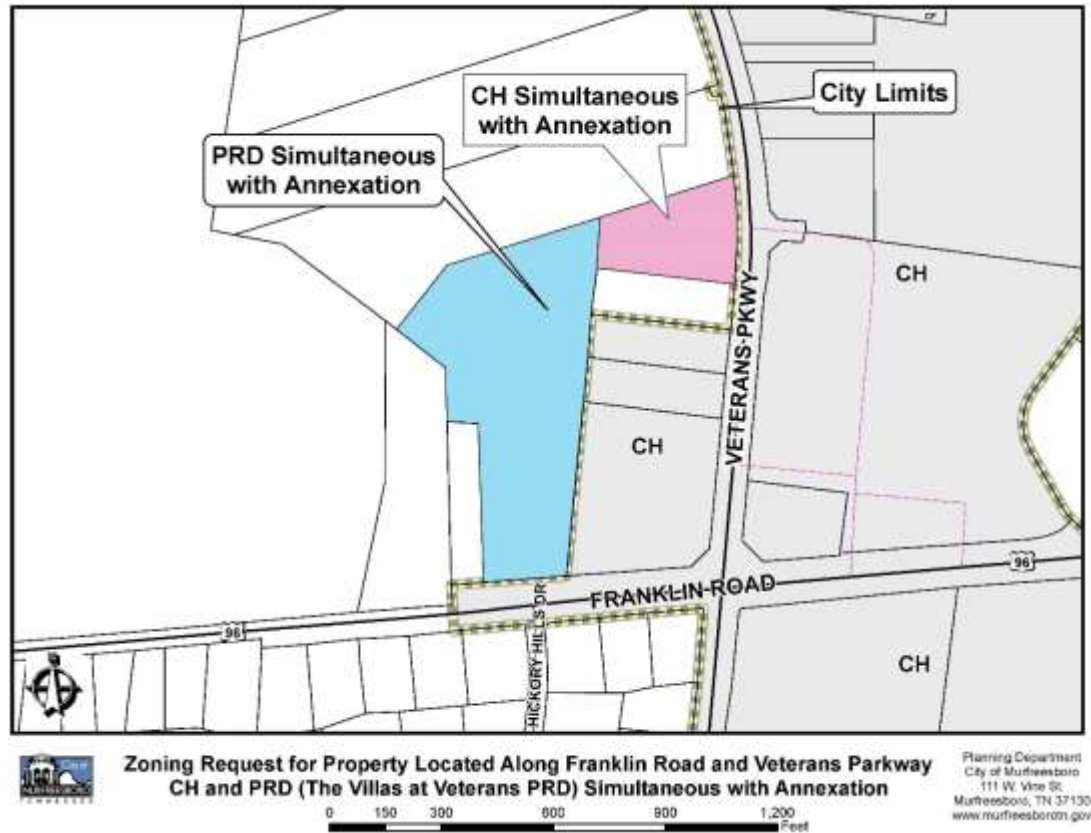 CH Simultaneous
with Annexation
City Limits
PRD Simultaneous
with Annexation
CH
VETERANS PKWY
CH
FRANKLIN ROAD
96
96
HICKORY HILLS DR
CH
Zoning Request for Property Located Along Franklin Road and Veterans Parkway
CH and PRD (The Villas at Veterans PRD) Simultaneous with Annexation
0 150 300 600 900 1,200
Feet
MURFREESBORO
TENNESSEE
Planning Department
City of Murfreesboro
111 W. Vine St.
Murfreesboro, TN 37130
www.murfreesborotn.gov